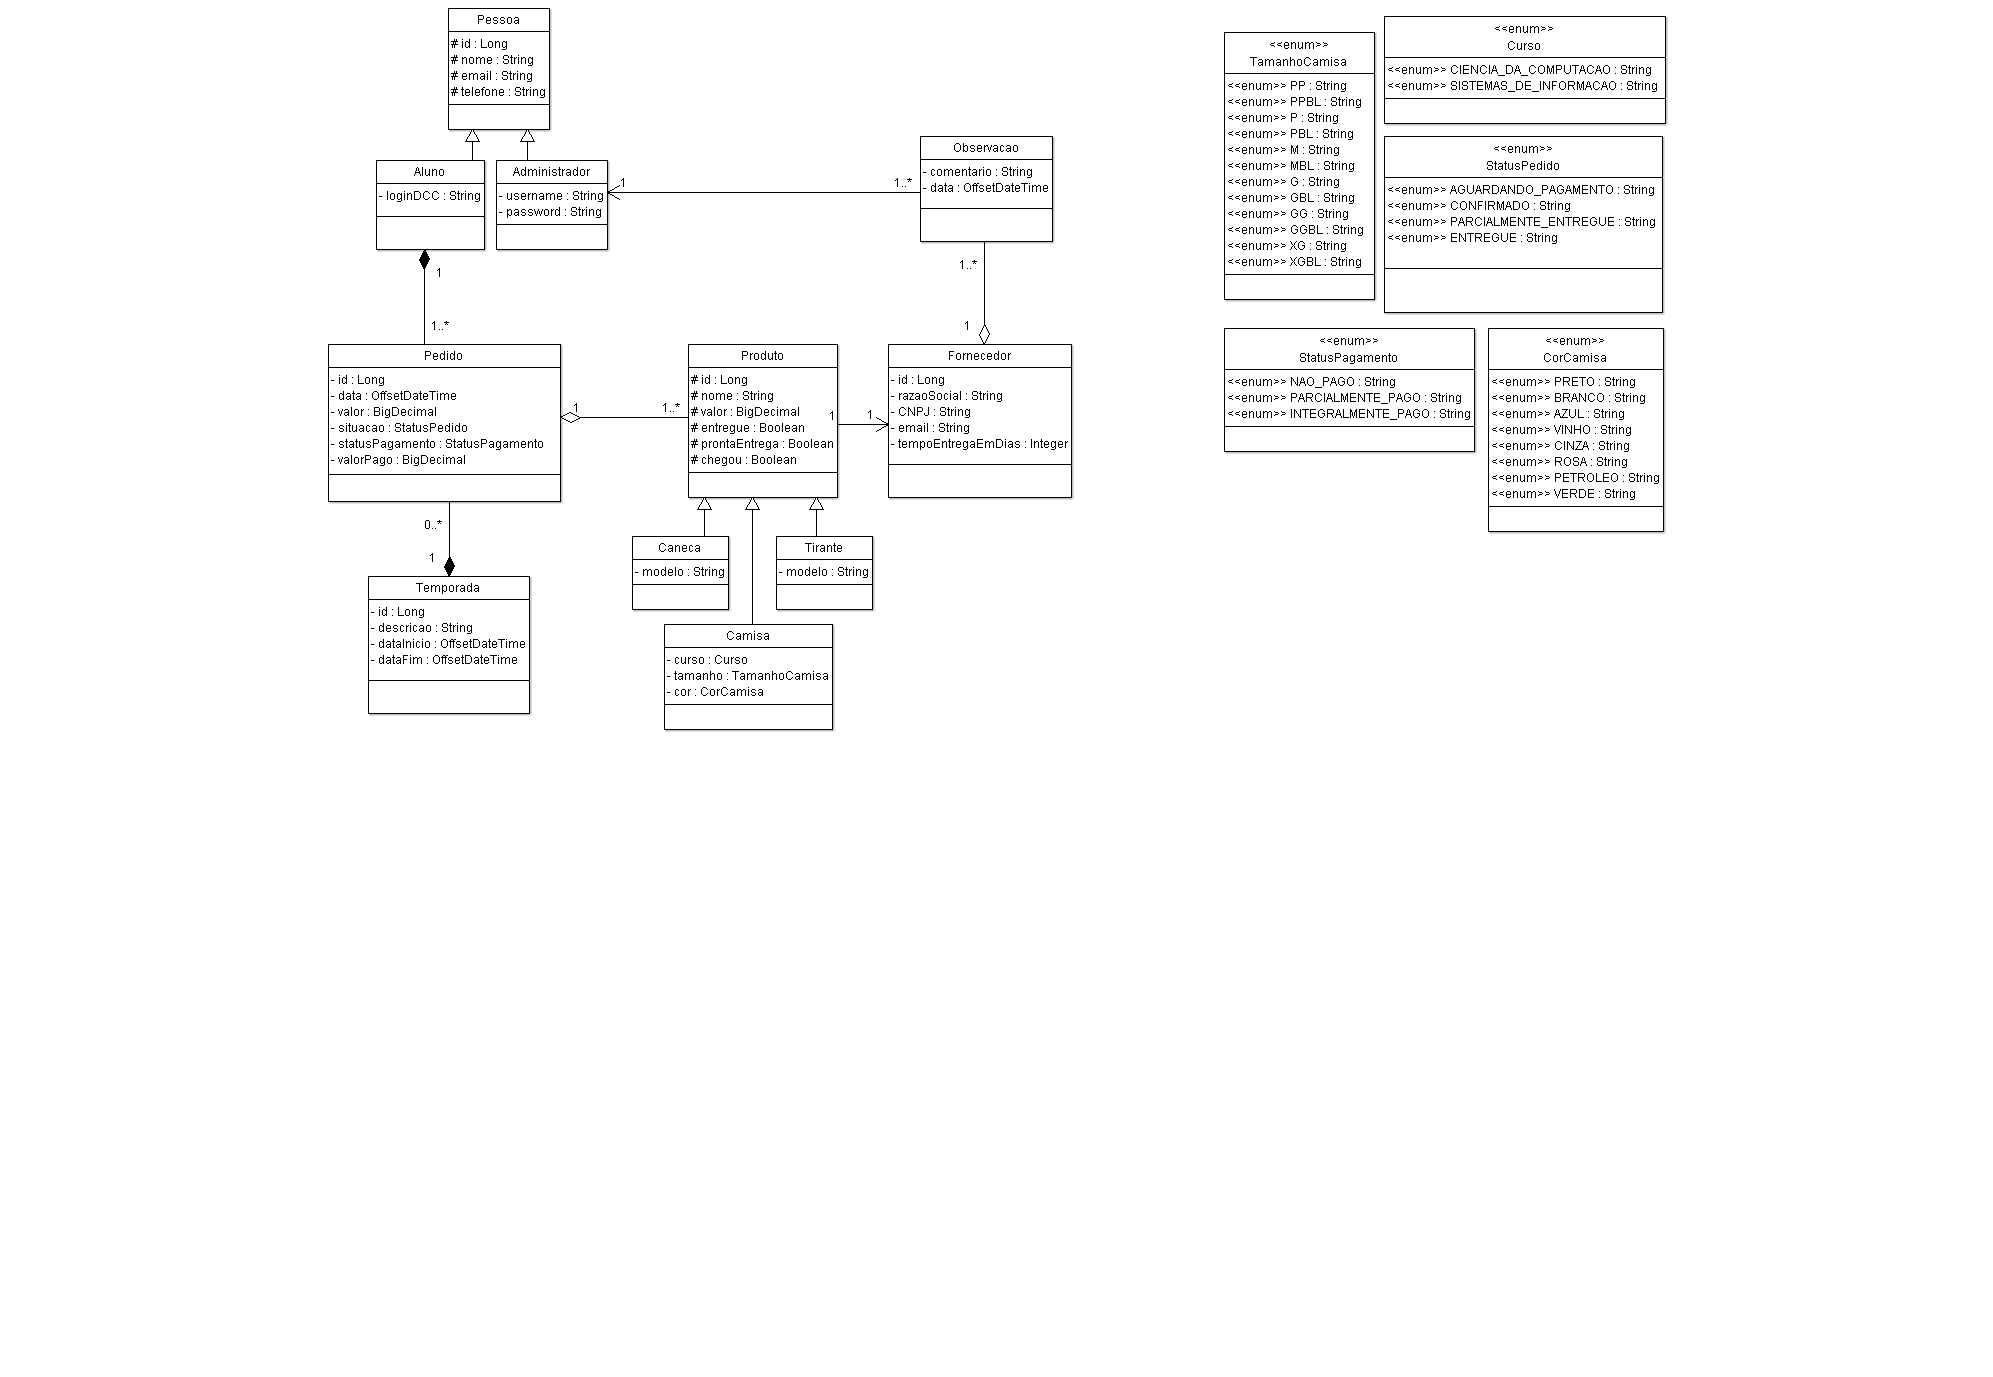 Pessoa
# id : Long
# nome : String
# email : String
# telefone : String
Aluno
- loginDCC : String
Administrador
- username : String
- password : String
1
1..*
Observacao
- comentario : String
- data : OffsetDateTime
1
1..*
1..*
1
Pedido
- id : Long
- data : OffsetDateTime
- valor : BigDecimal
- situacao : StatusPedido
- statusPagamento : StatusPagamento
- valorPago : BigDecimal
1
1..*
Produto
# id : Long
# nome : String
# valor : BigDecimal
# entregue : Boolean
# prontaEntrega : Boolean
# chegou : Boolean
1
1
Fornecedor
- id : Long
- razaoSocial : String
- CNPJ : String
- email : String
- tempoEntregaEmDias : Integer
0..*
1
Temporada
- id : Long
- descricao : String
- dataInicio : OffsetDateTime
- dataFim : OffsetDateTime
Caneca
- modelo : String
Tirante
- modelo : String
Camisa
- curso : Curso
- tamanho : TamanhoCamisa
- cor : CorCamisa
<<enum>>
TamanhoCamisa
<<enum>> PP : String
<<enum>> PPBL : String
<<enum>> P : String
<<enum>> PBL : String
<<enum>> M : String
<<enum>> MBL : String
<<enum>> G : String
<<enum>> GBL : String
<<enum>> GG : String
<<enum>> GGBL : String
<<enum>> XG : String
<<enum>> XGBL : String
<<enum>>
Curso
<<enum>> CIENCIA_DA_COMPUTACAO : String
<<enum>> SISTEMAS_DE_INFORMACAO : String
<<enum>>
StatusPedido
<<enum>> AGUARDANDO_PAGAMENTO : String
<<enum>> CONFIRMADO : String
<<enum>> PARCIALMENTE_ENTREGUE : String
<<enum>> ENTREGUE : String
<<enum>>
StatusPagamento
<<enum>> NAO_PAGO : String
<<enum>> PARCIALMENTE_PAGO : String
<<enum>> INTEGRALMENTE_PAGO : String
<<enum>>
CorCamisa
<<enum>> PRETO : String
<<enum>> BRANCO : String
<<enum>> AZUL : String
<<enum>> VINHO : String
<<enum>> CINZA : String
<<enum>> ROSA : String
<<enum>> PETROLEO : String
<<enum>> VERDE : String